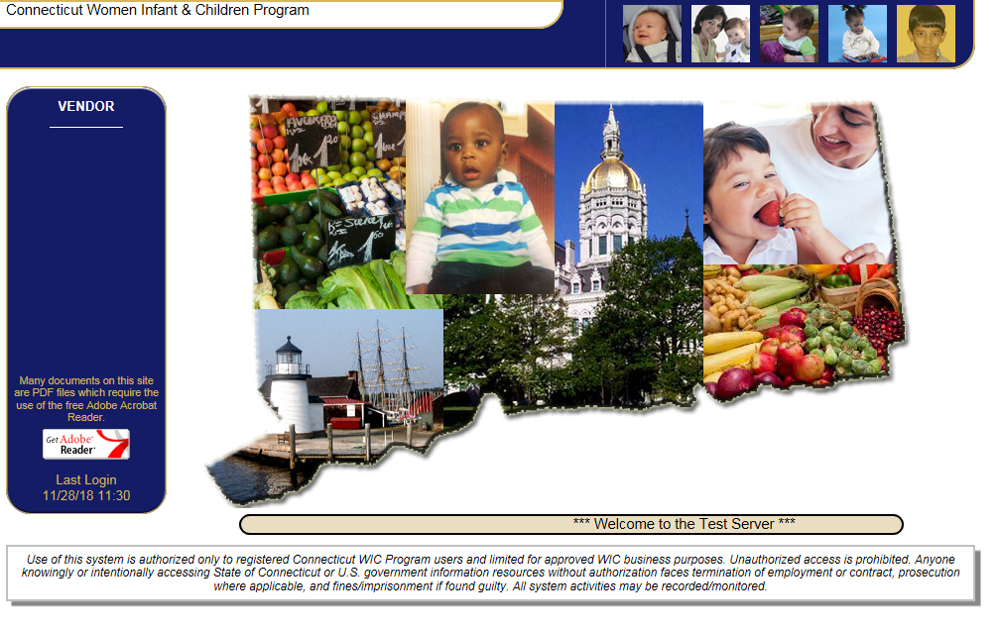 Connecticut Women Infant & Children Program
VENDOR
Many documents on this site
are PDF files which require the
use of the free Adobe Acrobat
Reader.
Get Adobe®
Reader®
Last Login
11/28/18 11:30
*** Welcome to the Test Server ***
Use of this system is authorized only to registered Connecticut WIC Program users and limited for approved WIC business purposes. Unauthorized access is prohibited. Anyone
knowingly or intentionally accessing State of Connecticut or U.S. government information resources without authorization faces termination of employment or contract, prosecution
where applicable, and fines/imprisonment if found guilty. All system activities may be recorded/monitored.